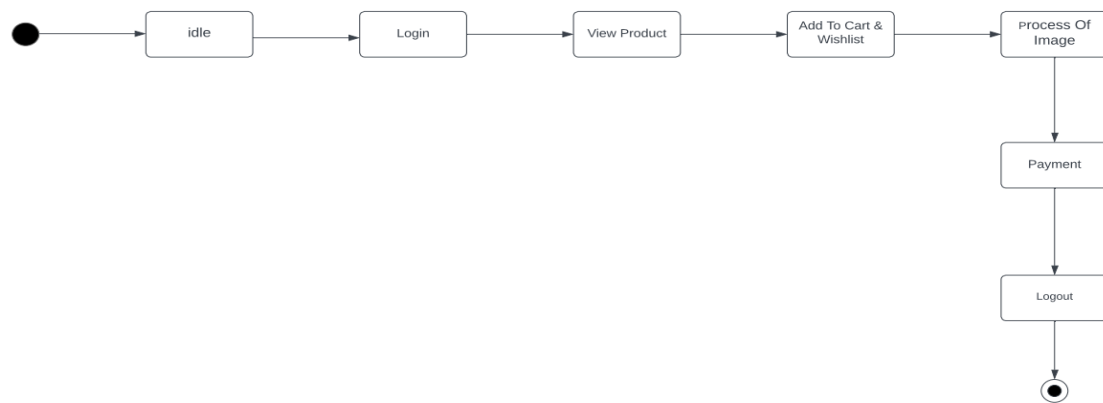 idle
Login
View Product
Add To Cart &
Wishlist
Process Of
Image
Payment
Logout